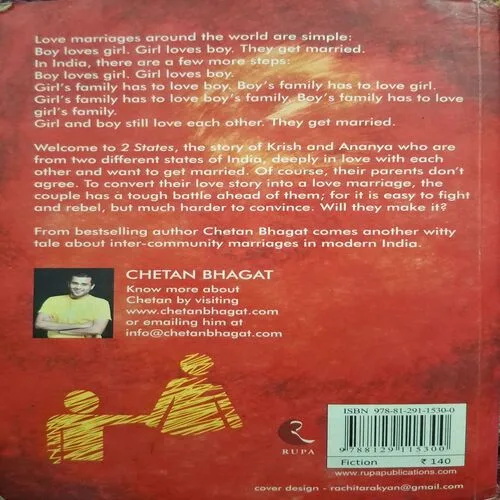 Love marriages around the world are simple:
Boy loves girl. Girl loves boy. They get married.
In India, there are a few more steps:
Boy loves girl. Girl loves boy.
Girl's family has to love boy. Boy's family has to love girl.
Girl's family has to love boy's family. Boy's family has to love
girl's family.
Girl and boy still love each other. They get married.
Welcome to 2 States, the story of Krish and Ananya who are
from two different states of India, deeply in love with each
other and want to get married. Of course, their parents don't
agree. To convert their love story into a love marriage, the
couple has a tough battle ahead of them; for it is easy to fight
and rebel, but much harder to convince. Will they make it?
From bestselling author Chetan Bhagat comes another witty
tale about inter-community marriages in modern India.
CHETAN BHAGAT
Know more about
Chetan by visiting
www.chetanbhagat.com
or emailing him at
info@chetanbhagat.com
RUPA
ISBN 978-81-291-1530-0
9 788129 115300
Fiction ₹ 140
www.rupapublications.com
cover design - rachitarakyan@gmail.com